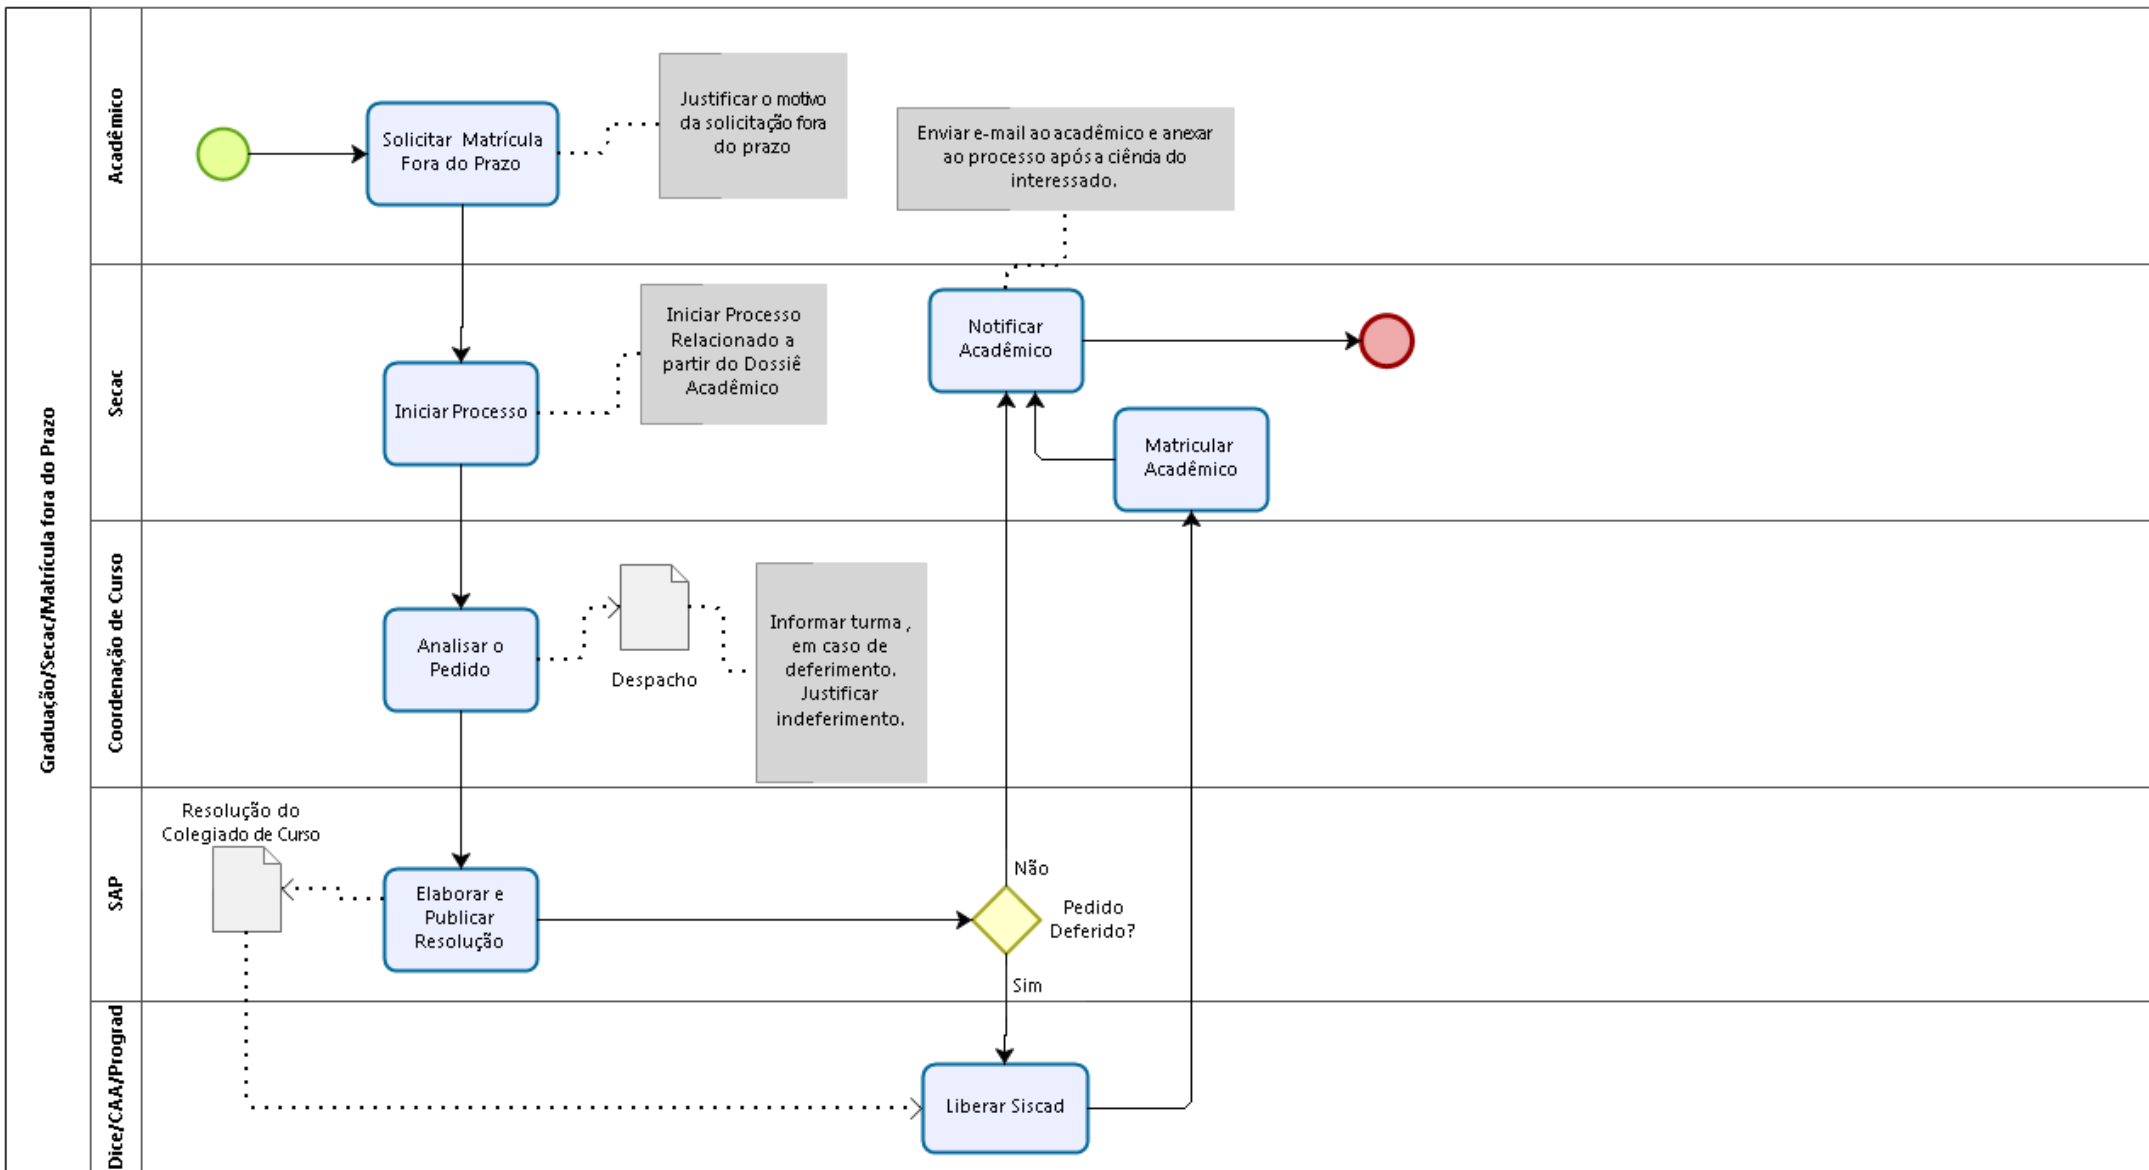 Graduação/Secac/Matrícula fora do Prazo
Acadêmico
Solicitar Matrícula
Fora do Prazo
Justificar o motivo
da solicitação fora
do prazo
Enviar e-mail ao acadêmico e anexar
ao processo após a ciência do
interessado.
Secac
Iniciar Processo
Iniciar Processo
Relacionado a
partir do Dossiê
Acadêmico
Notificar
Acadêmico
Matricular
Acadêmico
Coordenação de Curso
Analisar o
Pedido
Despacho
Informar turma ,
em caso de
deferimento.
Justificar
indeferimento.
SAP
Resolução do
Colegiado de Curso
Elaborar e
Publicar
Resolução
Não
Pedido
Deferido?
Sim
Dice/CAA/Prograd
Liberar Siscad